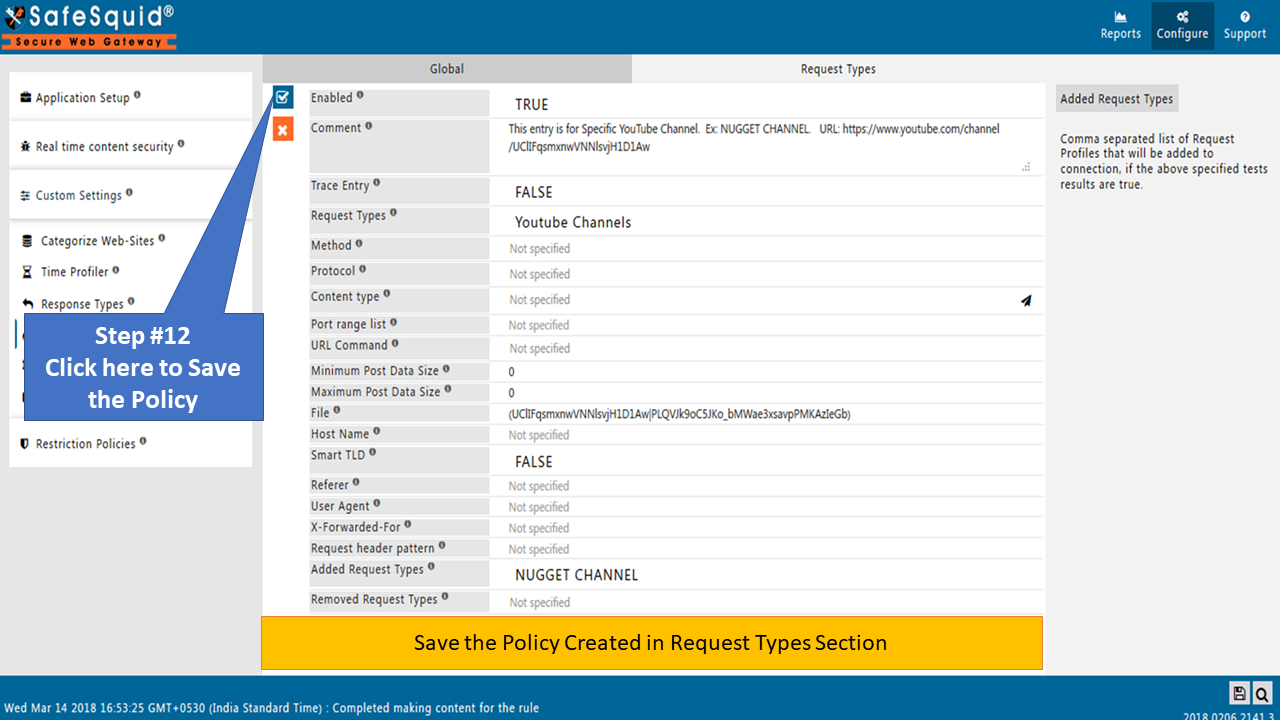 SafeSquid®
Secure Web Gateway
Reports
Configure
Support
Application Setup
Real time content security
Custom Settings
Categorize Web-Sites
Time Profiler
Response Types
Restriction Policies
Step #12
Click here to Save
the Policy
Global
Request Types
Enabled
TRUE
Comment
This entry is for Specific YouTube Channel. Ex: NUGGET CHANNEL. URL: https://www.youtube.com/channel
/UClIFqsmxnwVNNlsvjH1D1Aw
Trace Entry
FALSE
Request Types
Youtube Channels
Method
Not specified
Protocol
Not specified
Content type
Not specified
Port range list
Not specified
URL Command
Not specified
Minimum Post Data Size
0
Maximum Post Data Size
0
File
(UClIFqsmxnwVNNlsvjH1D1Aw|PLQVJk9oC5JKo_bMWae3xsavpPMKAzIeGb)
Host Name
Not specified
Smart TLD
FALSE
Referer
Not specified
User Agent
Not specified
X-Forwarded-For
Not specified
Request header pattern
Not specified
Added Request Types
NUGGET CHANNEL
Removed Request Types
Not specified
Added Request Types
Comma separated list of Request
Profiles that will be added to
connection, if the above specified tests
results are true.
Save the Policy Created in Request Types Section
Wed Mar 14 2018 16:53:25 GMT+0530 (India Standard Time) : Completed making content for the rule
2018.0206.2141.3